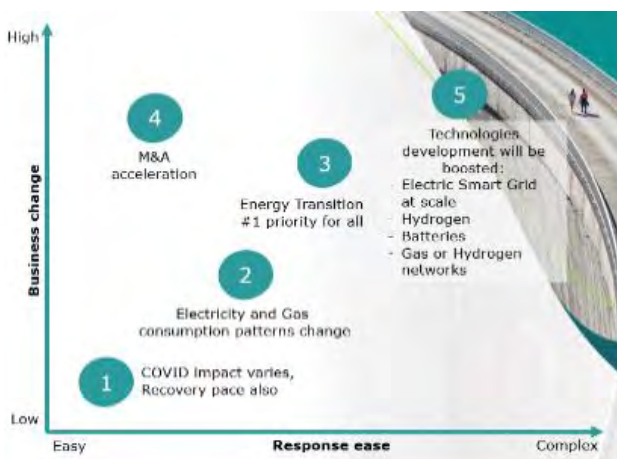 High
5
4
Technologies
development will be
boosted:
- Electric Smart Grid
at scale
- Hydrogen
- Batteries
- Gas or Hydrogen
networks
M&A
acceleration
3
Energy Transition
#1 priority for all
Business change
2
Electricity and Gas
consumption patterns change
1
COVID Impact varies,
Recovery pace also
Low
Easy
Response ease
Complex